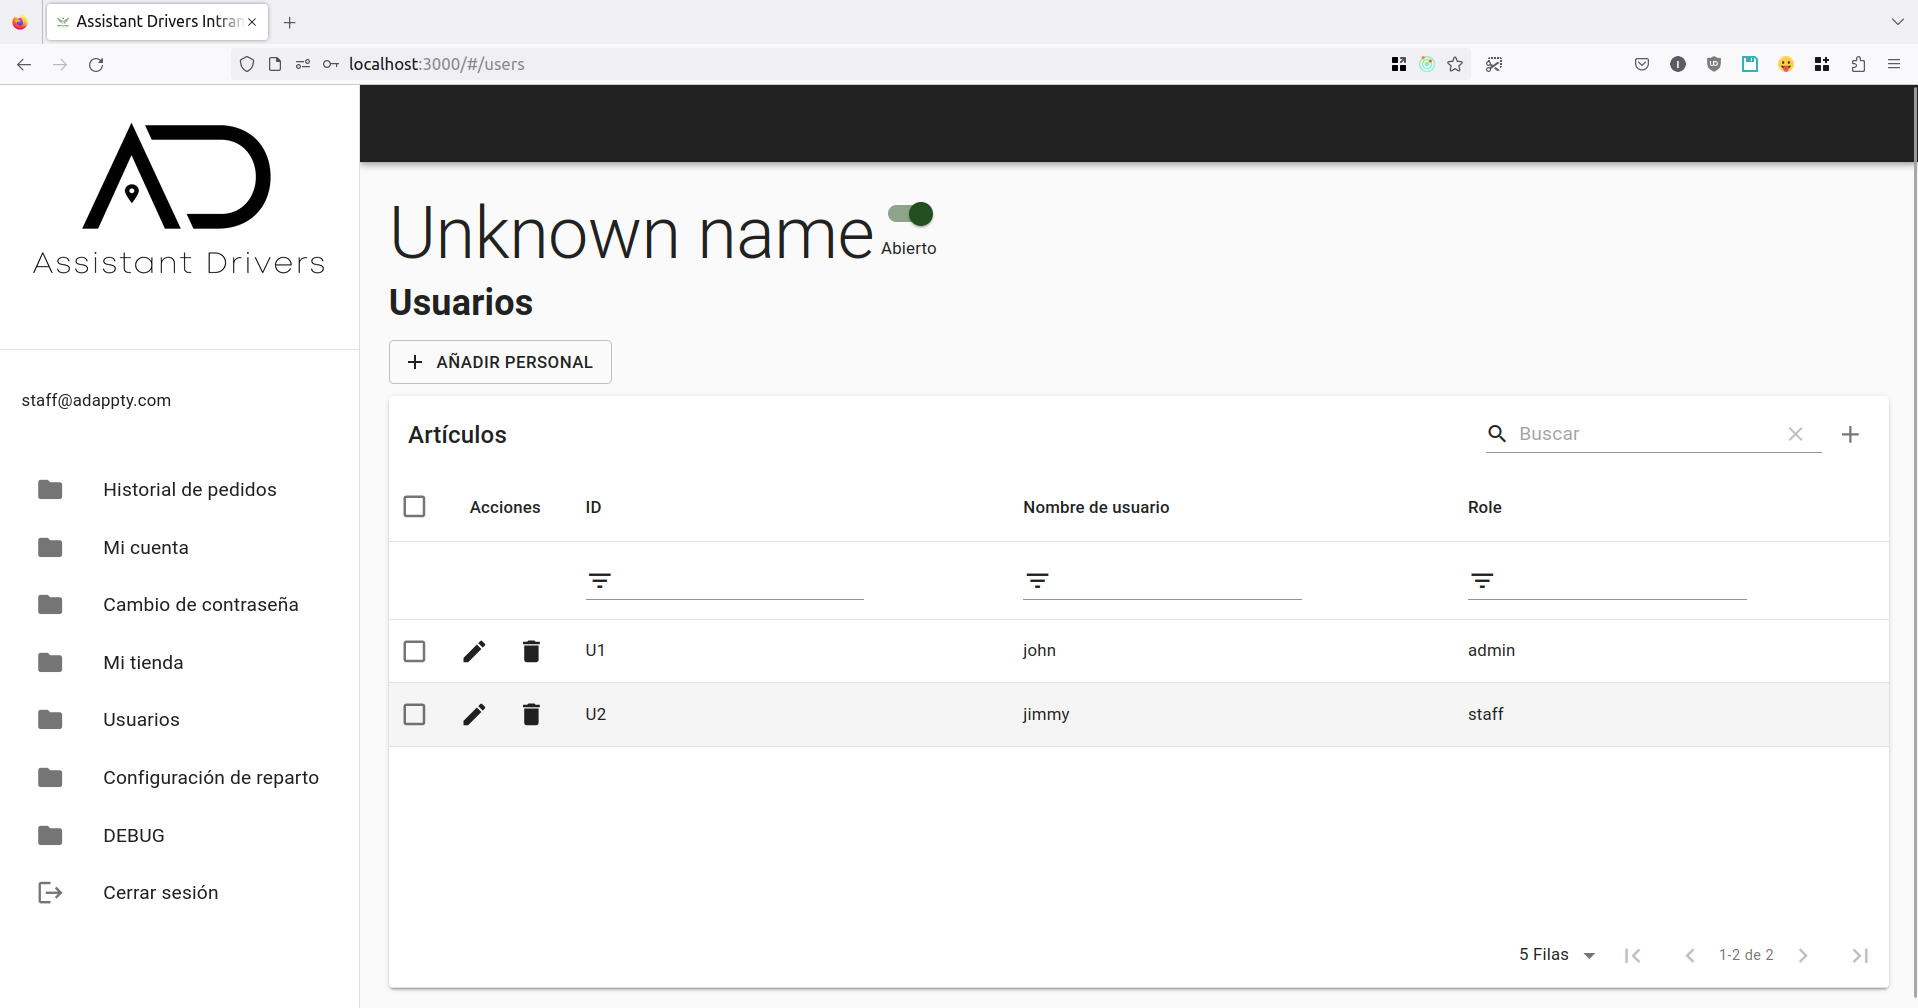 Assistant Drivers Intran
localhost:3000/#/users
AD
Assistant Drivers
staff@adappty.com
Historial de pedidos
Mi cuenta
Cambio de contraseña
Mi tienda
Usuarios
Configuración de reparto
DEBUG
Cerrar sesión
Unknown name
Abierto
Usuarios
AÑADIR PERSONAL
Artículos
Buscar
Acciones ID Nombre de usuario Role
U1 john admin
U2 jimmy staff
5 Filas 1-2 de 2